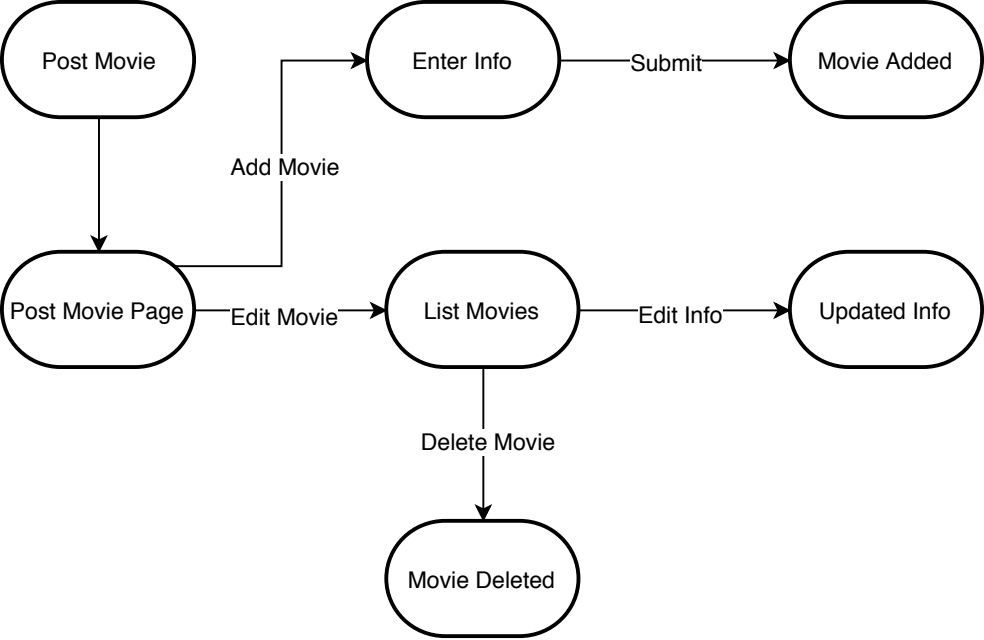 Post Movie
Enter Info
Submit
Movie Added
Add Movie
Post Movie Page
Edit Movie
List Movies
Edit Info
Updated Info
Delete Movie
Movie Deleted